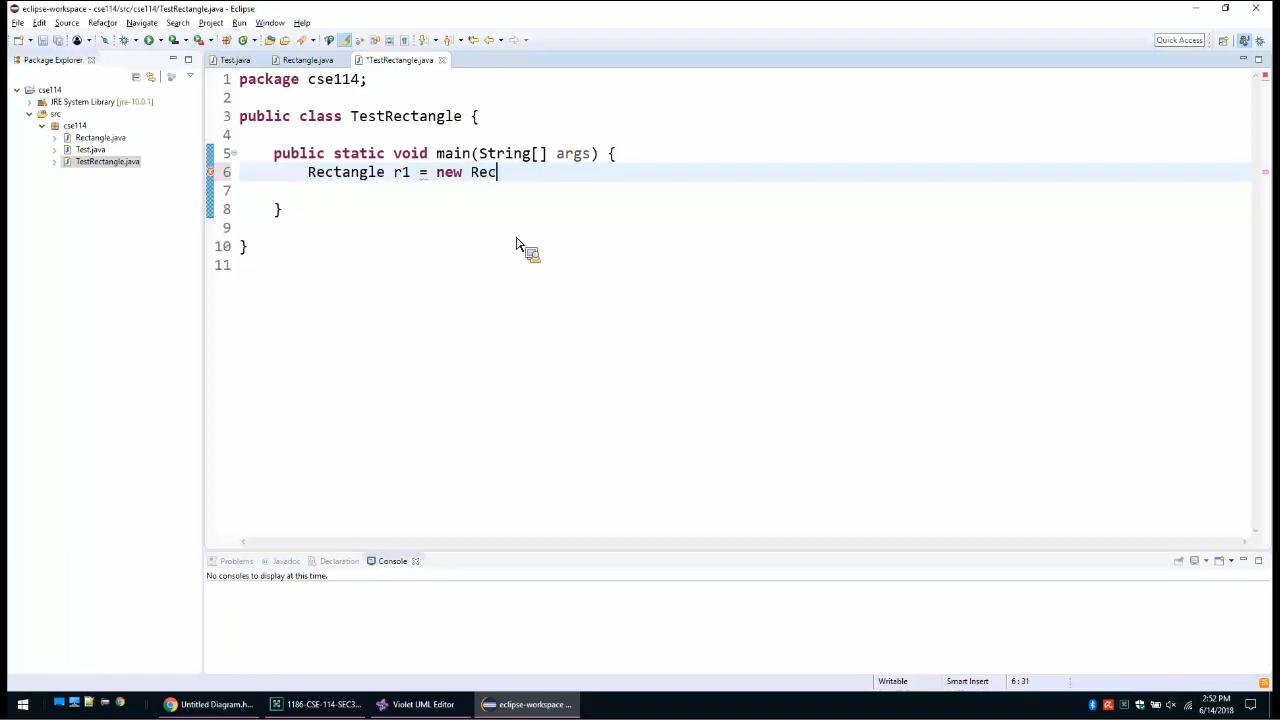 eclipse-workspace - cse114/src/cse114/TestRectangle.java - Eclipse
File Edit Source Refactor Navigate Search Project Run Window Help
Quick Access
Package Explorer
Test.java Rectangle.java *TestRectangle.java
cse114
JRE System Library [jre-10.0.1]
src
cse114
Rectangle.java
Test.java
TestRectangle.java
1 package cse114;
2
3 public class TestRectangle {
4
5 public static void main(String[] args) {
6 Rectangle r1 = new Rec
7
8 }
9
10 }
11
Problems Javadoc Declaration Console
No consoles to display at this time.
Writable Smart Insert 6 : 31
Untitled Diagram.h... 1186-CSE-114-SEC3... Violet UML Editor eclipse-workspace ...
2:52 PM
6/14/2018